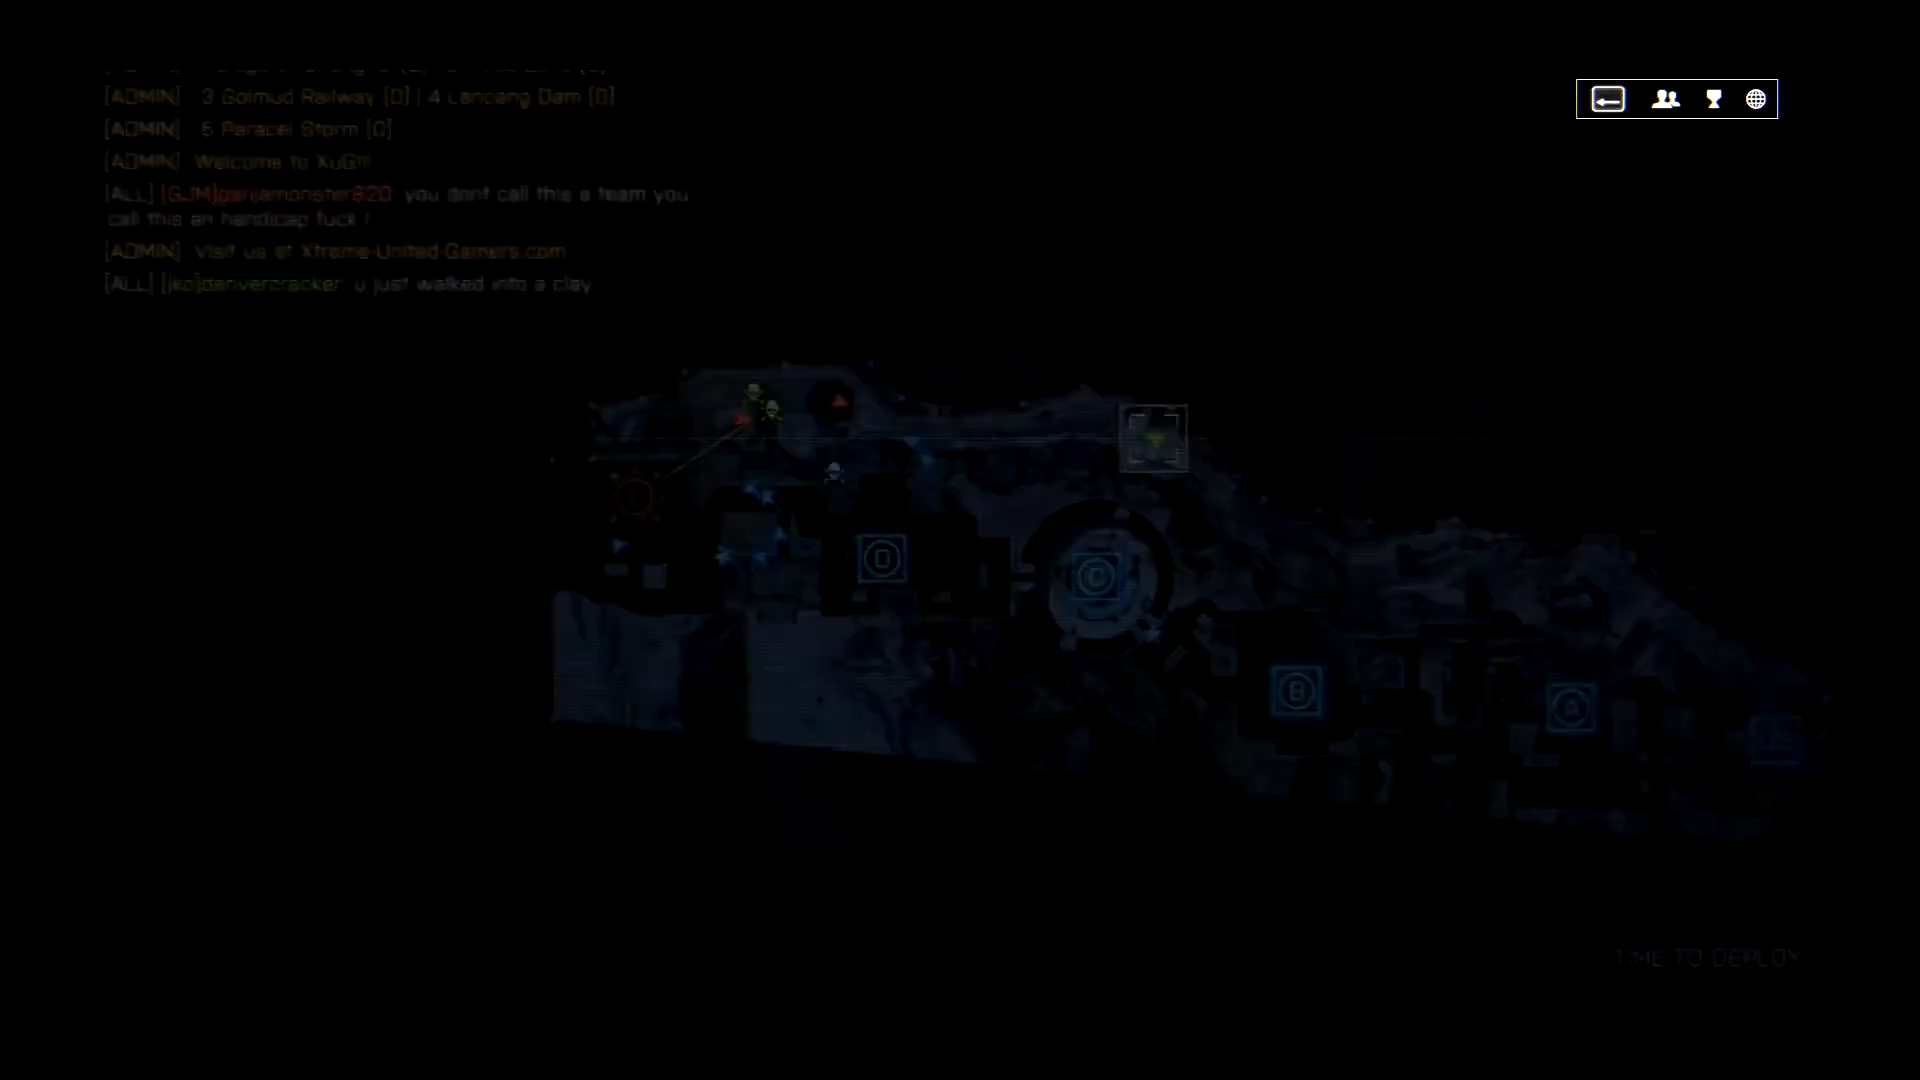 [ADMIN] 3 Golmud Railway [0] | 4 Lancang Dam [0]
[ADMIN] 5 Paracel Storm [0]
[ADMIN] Welcome to XuG!!!
[ALL] [GJM]ganjamonster820: you dont call this a team you
call this an handicap fuck !
[ADMIN] Visit us at Xtreme-United-Gamers.com
[ALL] [jko]denvercracker: u just walked into a clay
D
C
B
A
TIME TO DEPLOY